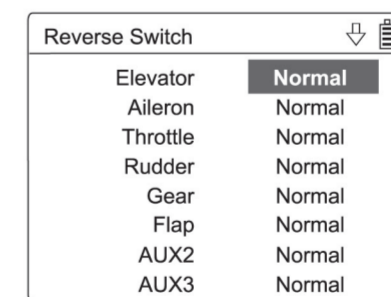 Reverse Switch
Elevator Normal
Aileron Normal
Throttle Normal
Rudder Normal
Gear Normal
Flap Normal
AUX2 Normal
AUX3 Normal